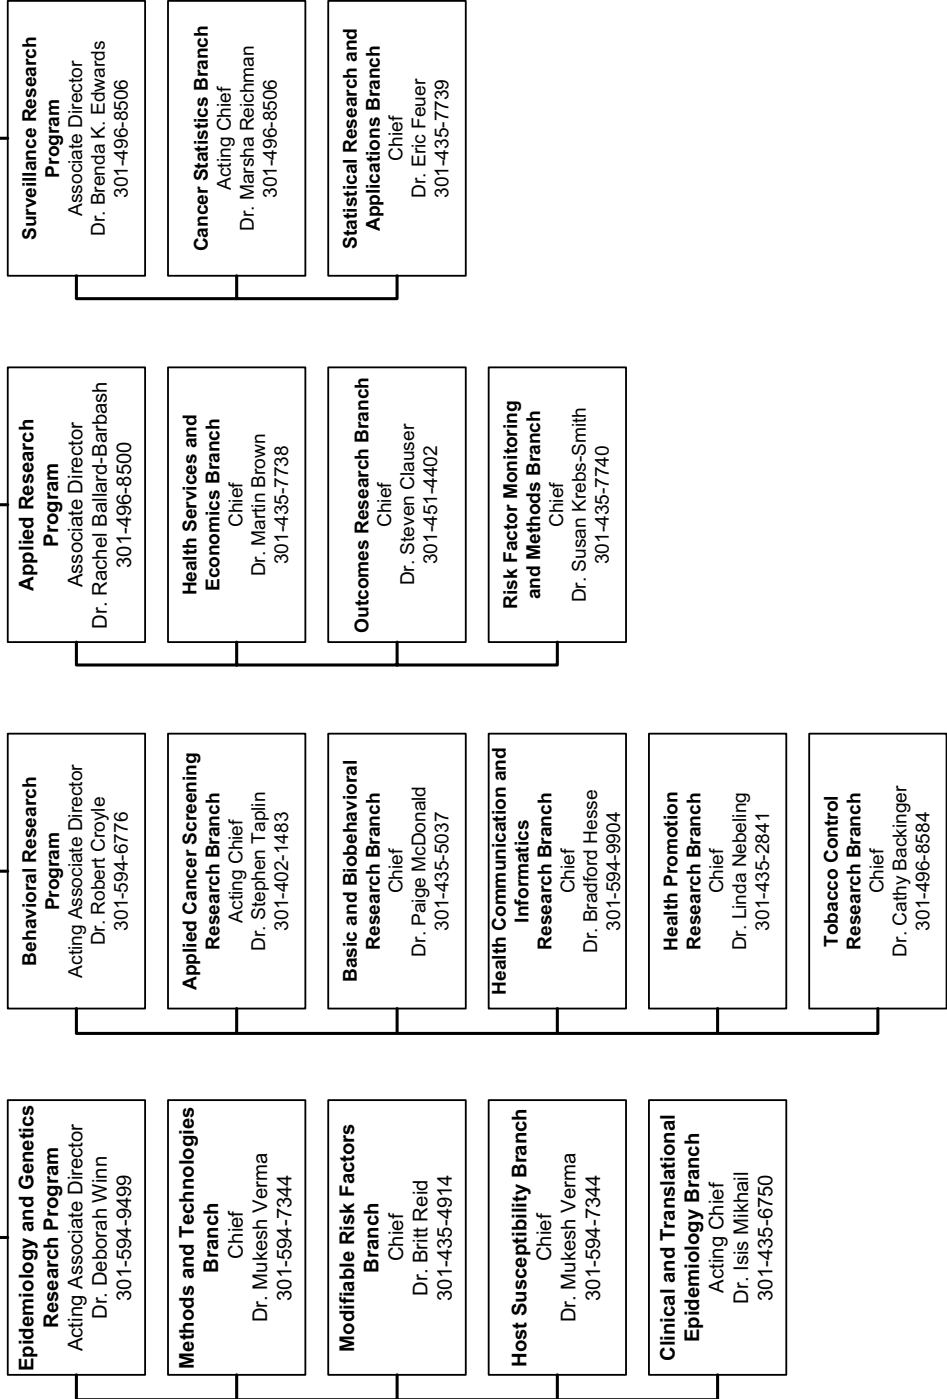 Epidemiology and Genetics
Research Program
Acting Associate Director
Dr. Deborah Winn
301-594-9499
Methods and Technologies
Branch
Chief
Dr. Mukesh Verma
301-594-7344
Modifiable Risk Factors
Branch
Chief
Dr. Britt Reid
301-435-4914
Host Susceptibility Branch
Chief
Dr. Mukesh Verma
301-594-7344
Clinical and Translational
Epidemiology Branch
Acting Chief
Dr. Isis Mikhail
301-435-6750
Behavioral Research
Program
Acting Associate Director
Dr. Robert Croyle
301-594-6776
Applied Cancer Screening
Research Branch
Acting Chief
Dr. Stephen Taplin
301-402-1483
Basic and Biobehavioral
Research Branch
Chief
Dr. Paige McDonald
301-435-5037
Health Communication and
Informatics
Research Branch
Chief
Dr. Bradford Hesse
301-594-9904
Health Promotion
Research Branch
Chief
Dr. Linda Nebeling
301-435-2841
Tobacco Control
Research Branch
Chief
Dr. Cathy Backinger
301-496-8584
Applied Research
Program
Associate Director
Dr. Rachel Ballard-Barbash
301-496-8500
Health Services and
Economics Branch
Chief
Dr. Martin Brown
301-435-7738
Outcomes Research Branch
Chief
Dr. Steven Clauser
301-451-4402
Risk Factor Monitoring
and Methods Branch
Chief
Dr. Susan Krebs-Smith
301-435-7740
Surveillance Research
Program
Associate Director
Dr. Brenda K. Edwards
301-496-8506
Cancer Statistics Branch
Acting Chief
Dr. Marsha Reichman
301-496-8506
Statistical Research and
Applications Branch
Chief
Dr. Eric Feuer
301-435-7739